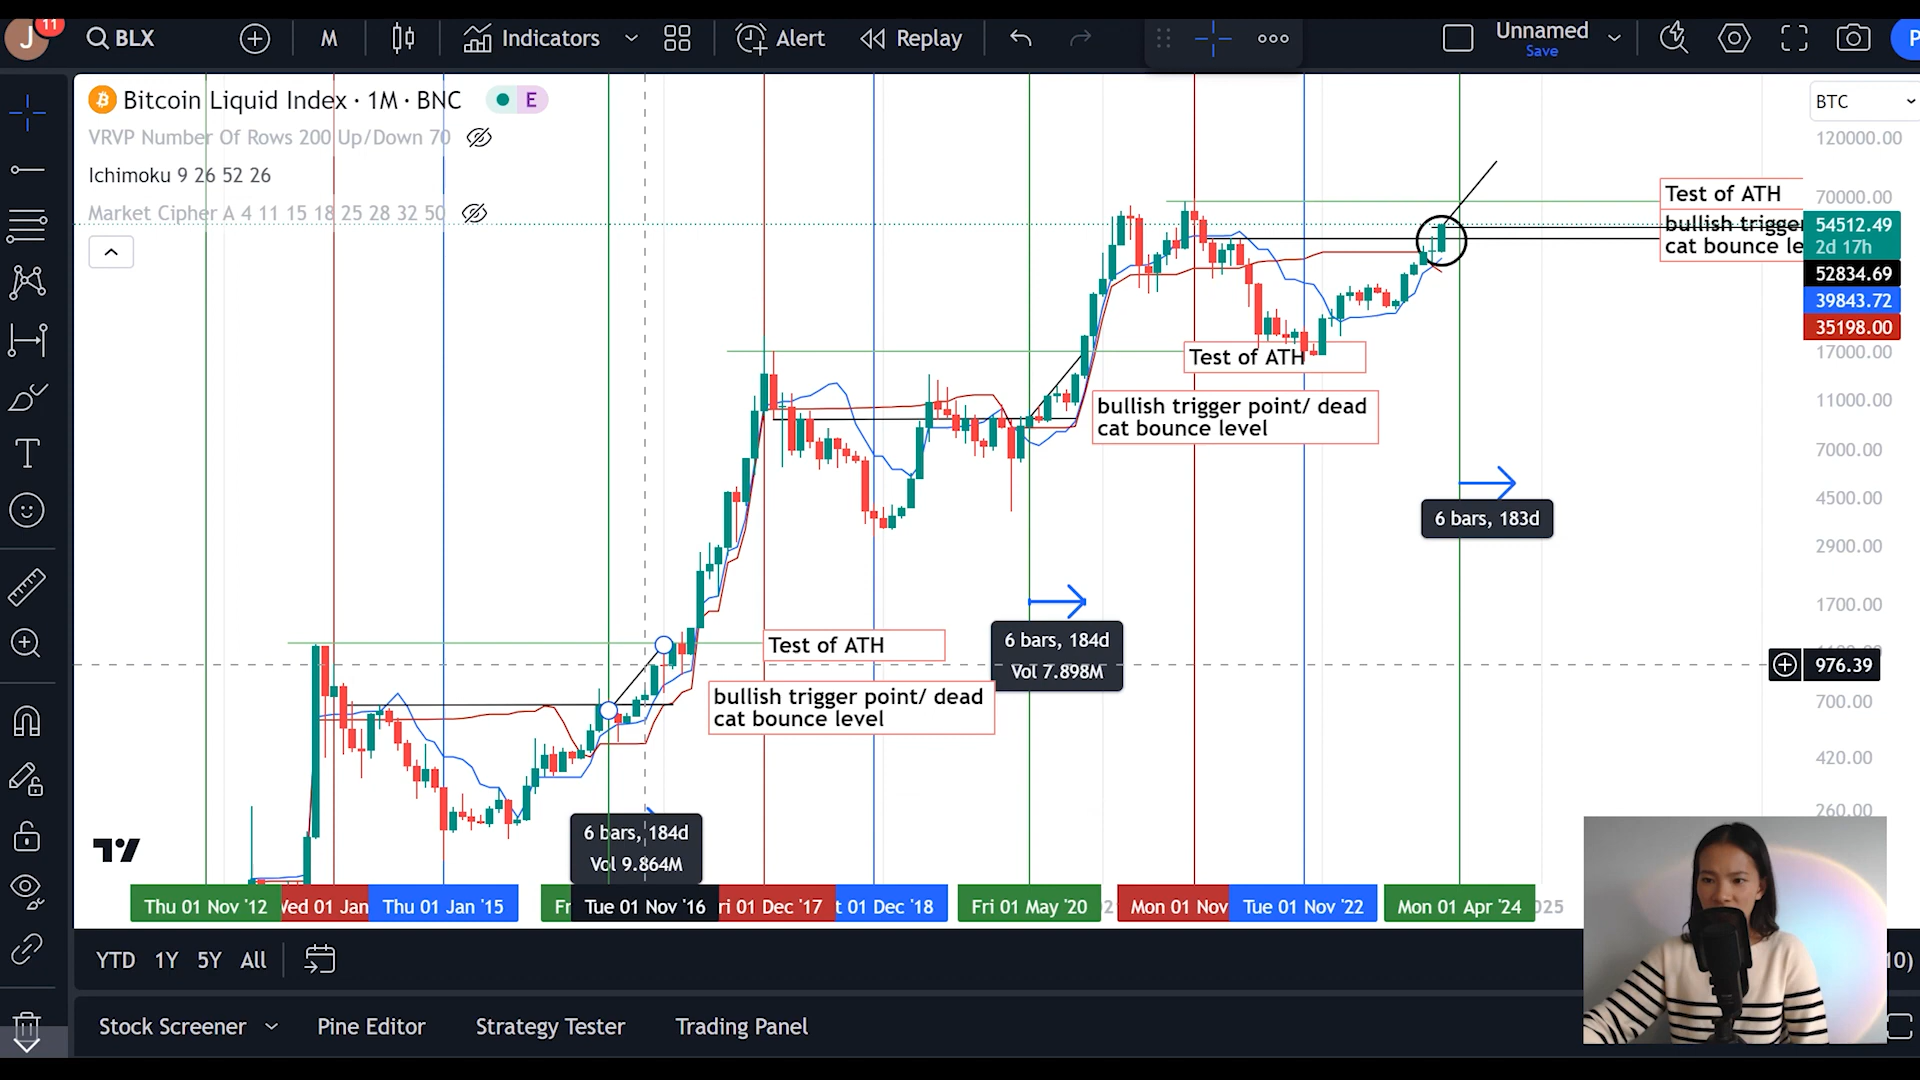 J
11
BLX
M
Indicators
Alert
Replay
Unnamed
Save
P
Bitcoin Liquid Index · 1M · BNC
E
VRVP Number Of Rows 200 Up/Down 70
Ichimoku 9 26 52 26
Market Cipher A 4 11 15 18 25 28 32 50
BTC
120000.00
70000.00
54512.49
2d 17h
52834.69
39843.72
35198.00
17000.00
11000.00
7000.00
4500.00
2900.00
1700.00
976.39
700.00
420.00
260.00
Test of ATH
bullish trigger
cat bounce le
Test of ATH
bullish trigger point/ dead
cat bounce level
6 bars, 183d
6 bars, 184d
Vol 7.898M
Test of ATH
bullish trigger point/ dead
cat bounce level
6 bars, 184d
Vol 9.864M
Thu 01 Nov '12
Wed 01 Jan
Thu 01 Jan '15
Fr
Tue 01 Nov '16
ri 01 Dec '17
t 01 Dec '18
Fri 01 May '20
Mon 01 Nov
Tue 01 Nov '22
Mon 01 Apr '24
025
YTD 1Y 5Y All
Stock Screener
Pine Editor
Strategy Tester
Trading Panel